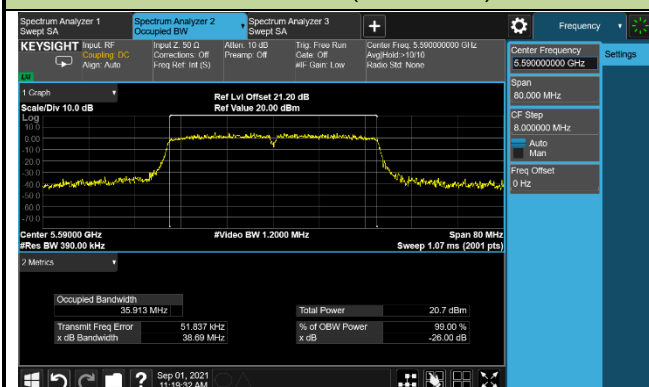 Spectrum Analyzer 1
Swept SA
Spectrum Analyzer 2
Occupied BW
Spectrum Analyzer 3
Swept SA
+
Frequency
KEYSIGHT
Input: RF
Coupling: DC
Align: Auto
Input Z: 50 Ω
Corrections: Off
Freq Ref: Int (S)
Atten: 10 dB
Preamp: Off
Trig: Free Run
Gate: Off
#IF Gain: Low
Center Freq: 5.590000000 GHz
Avg|Hold:>10/10
Radio Std: None
LXI
Center Frequency
5.590000000 GHz
Settings
Span
80.000 MHz
CF Step
8.000000 MHz
Auto
Man
Freq Offset
0 Hz
1 Graph
Scale/Div 10.0 dB
Ref Lvl Offset 21.20 dB
Ref Value 20.00 dBm
Log
10.0
0.00
-10.0
-20.0
-30.0
-40.0
-50.0
-60.0
-70.0
Center 5.59000 GHz
#Res BW 390.00 kHz
#Video BW 1.2000 MHz
Span 80 MHz
Sweep 1.07 ms (2001 pts)
2 Metrics
Occupied Bandwidth
35.913 MHz
Total Power 20.7 dBm
Transmit Freq Error 51.837 kHz
% of OBW Power 99.00 %
x dB Bandwidth 38.69 MHz
x dB -26.00 dB
?
Sep 01, 2021
11:19:32 AM